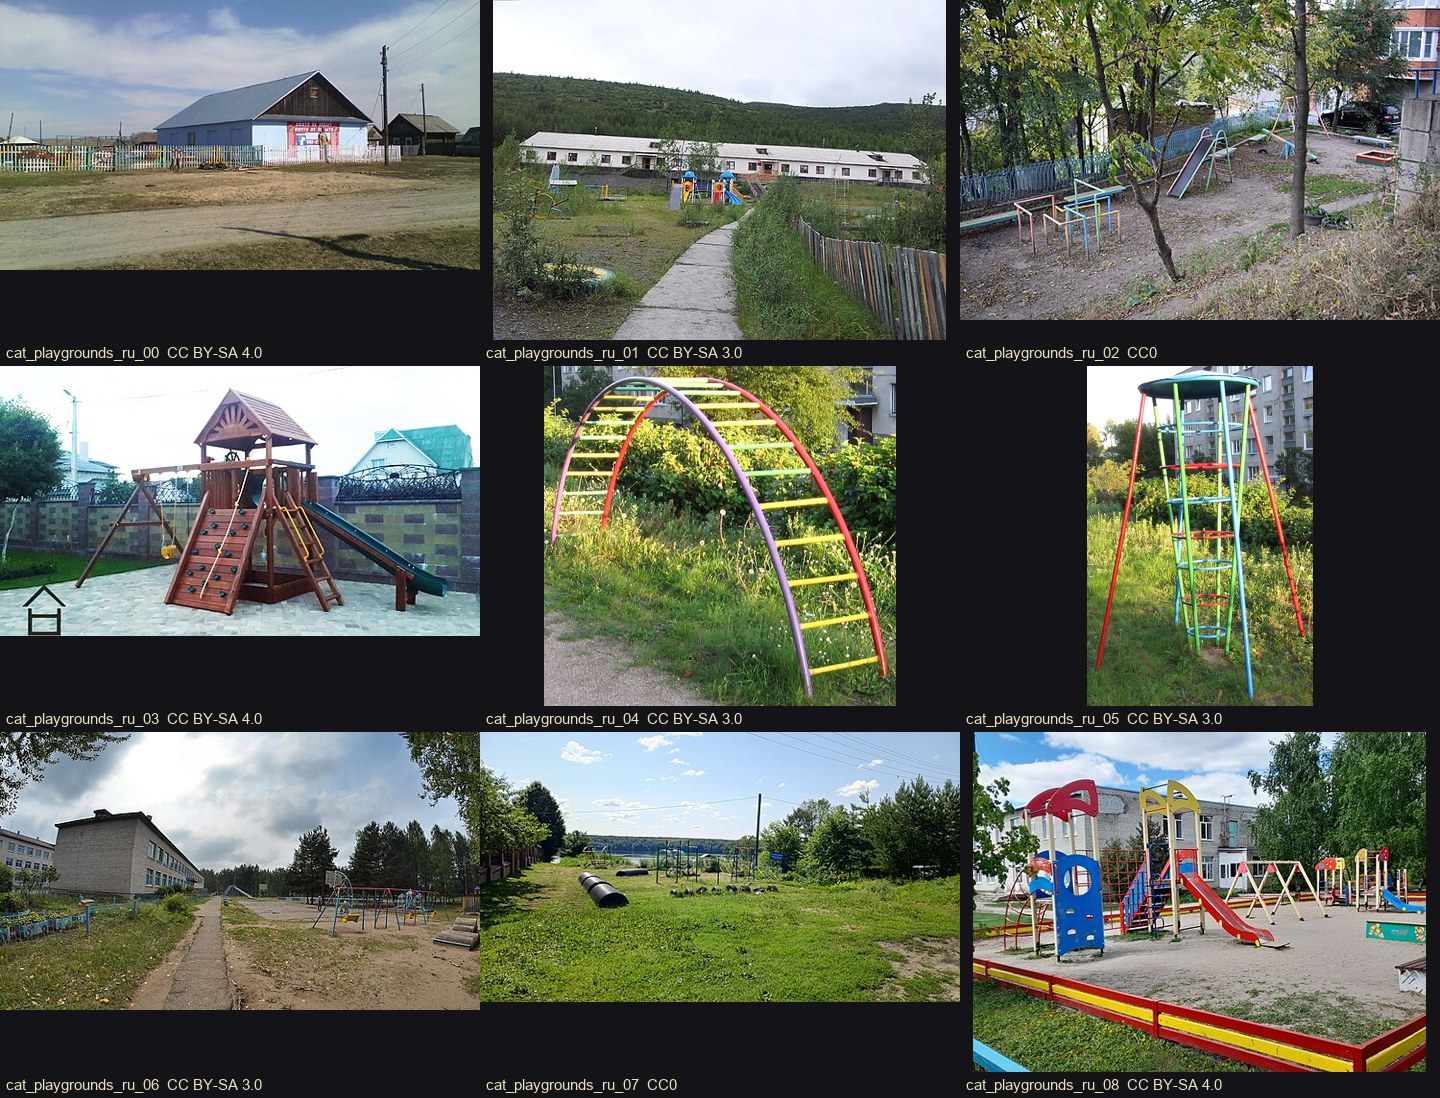 cat_playgrounds_ru_00 CC BY-SA 4.0
cat_playgrounds_ru_01 CC BY-SA 3.0
cat_playgrounds_ru_02 CC0
cat_playgrounds_ru_03 CC BY-SA 4.0
cat_playgrounds_ru_04 CC BY-SA 3.0
cat_playgrounds_ru_05 CC BY-SA 3.0
cat_playgrounds_ru_06 CC BY-SA 3.0
cat_playgrounds_ru_07 CC0
cat_playgrounds_ru_08 CC BY-SA 4.0